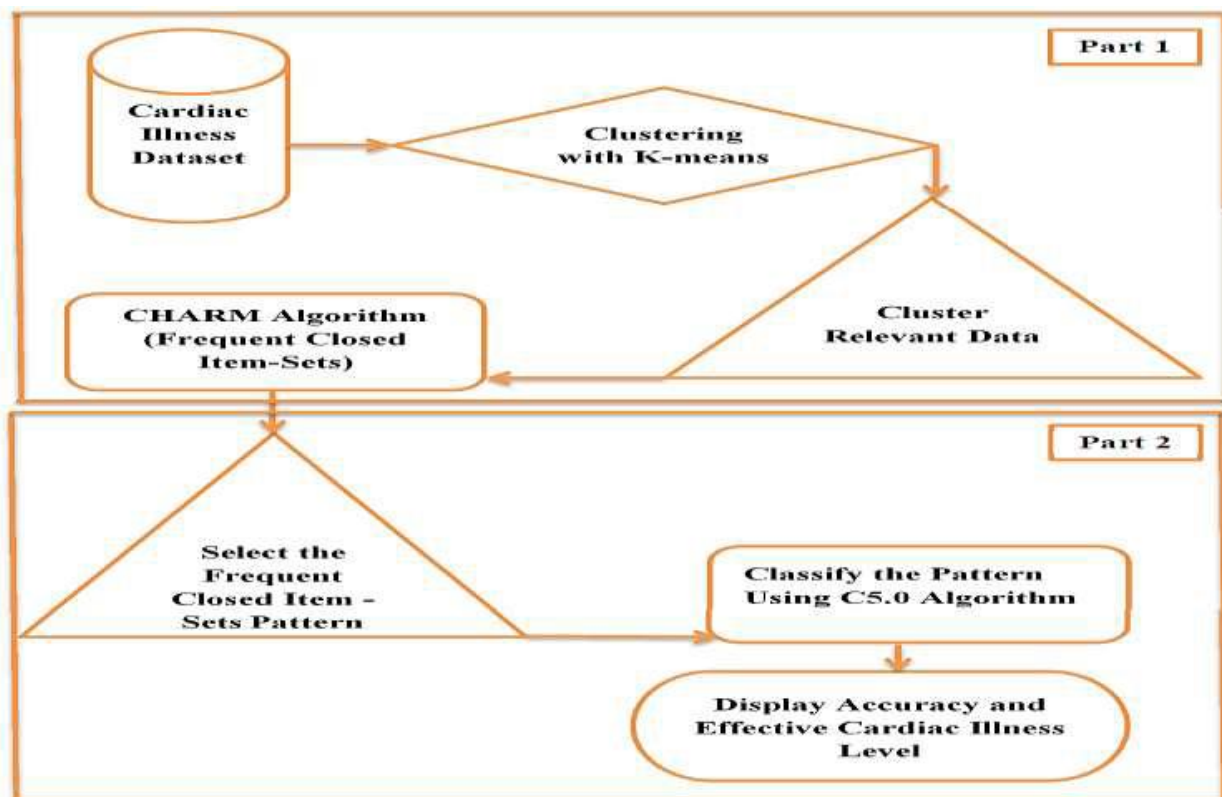 Part 1
Cardiac
Illness
Dataset
Clustering
with K-means
Cluster
Relevant Data
CHARM Algorithm
(Frequent Closed
Item-Sets)
Part 2
Select the
Frequent
Closed Item -
Sets Pattern
Classify the Pattern
Using C5.0 Algorithm
Display Accuracy and
Effective Cardiac Illness
Level